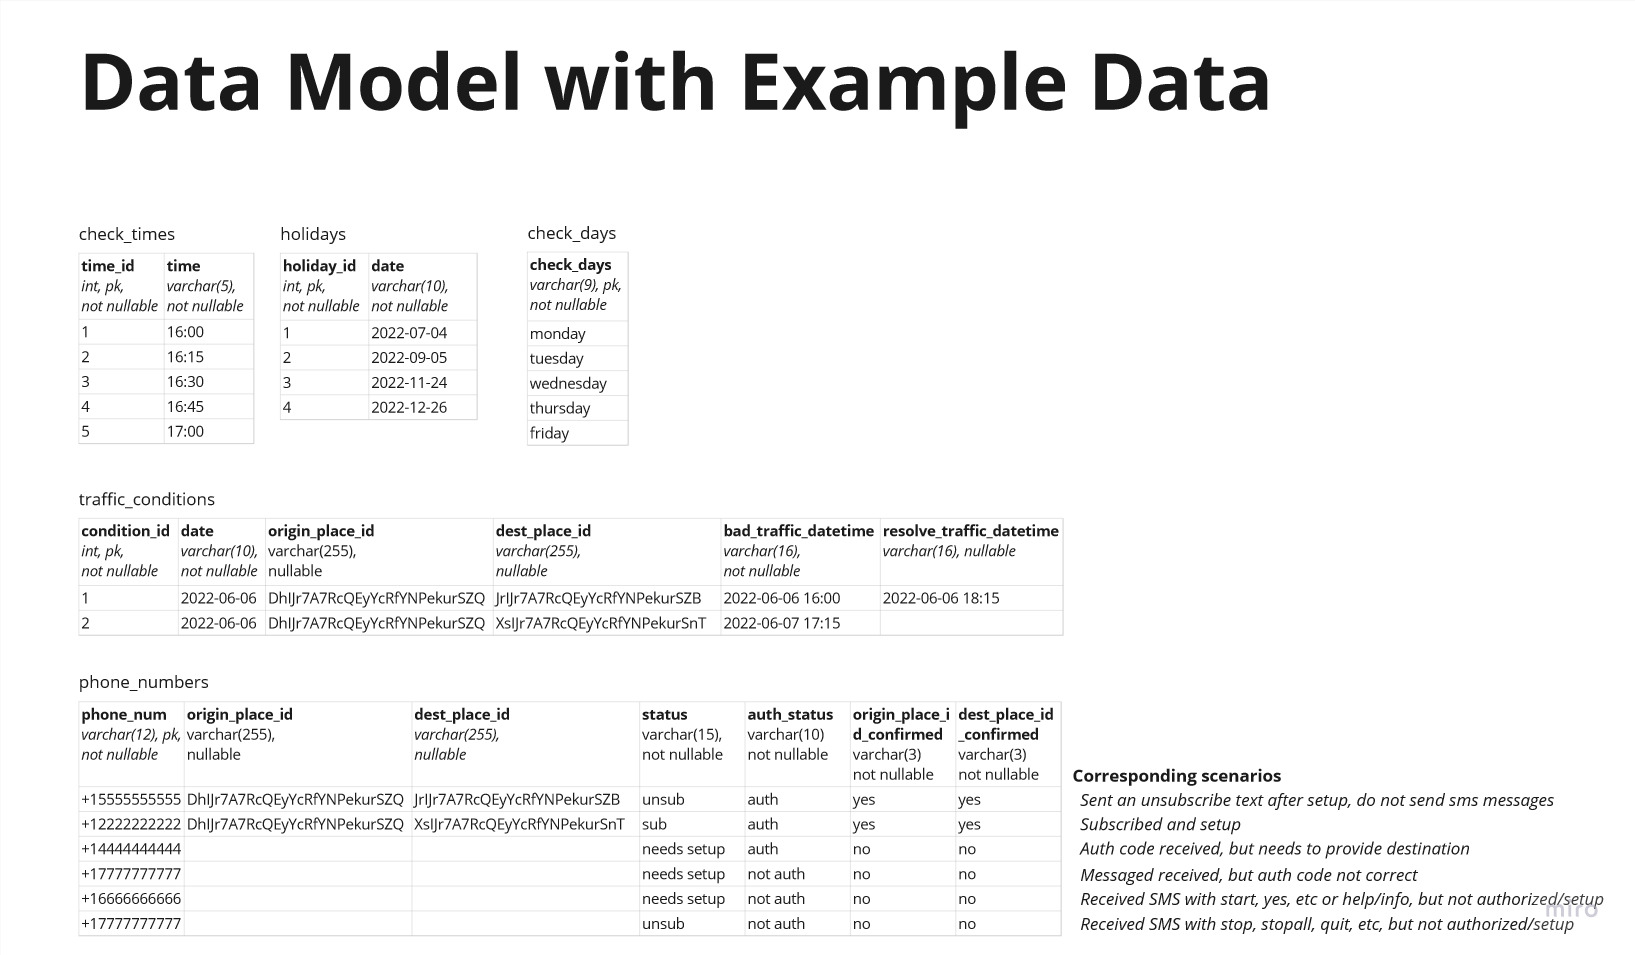 Data Model with Example Data
check_times
time_id time
int, pk, varchar(5),
not nullable not nullable
1 16:00
2 16:15
3 16:30
4 16:45
5 17:00
holidays
holiday_id date
int, pk, varchar(10),
not nullable not nullable
1 2022-07-04
2 2022-09-05
3 2022-11-24
4 2022-12-26
check_days
check_days
varchar(9), pk,
not nullable
monday
tuesday
wednesday
thursday
friday
traffic_conditions
condition_id date origin_place_id dest_place_id bad_traffic_datetime resolve_traffic_datetime
int, pk, varchar(10), varchar(255), varchar(255), varchar(16), varchar(16), nullable
not nullable not nullable nullable nullable not nullable
1 2022-06-06 DhIJr7A7RcQEyYcRfYNPekurSZQ JrIJr7A7RcQEyYcRfYNPekurSZB 2022-06-06 16:00 2022-06-06 18:15
2 2022-06-06 DhIJr7A7RcQEyYcRfYNPekurSZQ XsIJr7A7RcQEyYcRfYNPekurSnT 2022-06-07 17:15
phone_numbers
phone_num origin_place_id dest_place_id status auth_status origin_place_i dest_place_id
varchar(12), pk, varchar(255), varchar(255), varchar(15), varchar(10) d_confirmed _confirmed
not nullable nullable nullable not nullable not nullable varchar(3) varchar(3)
not nullable not nullable
Corresponding scenarios
+15555555555 DhIJr7A7RcQEyYcRfYNPekurSZQ JrIJr7A7RcQEyYcRfYNPekurSZB unsub auth yes yes Sent an unsubscribe text after setup, do not send sms messages
+12222222222 DhIJr7A7RcQEyYcRfYNPekurSZQ XsIJr7A7RcQEyYcRfYNPekurSnT sub auth yes yes Subscribed and setup
+14444444444 needs setup auth no no Auth code received, but needs to provide destination
+17777777777 needs setup not auth no no Messaged received, but auth code not correct
+16666666666 needs setup not auth no no Received SMS with start, yes, etc or help/info, but not authorized/setup
+17777777777 unsub not auth no no Received SMS with stop, stopall, quit, etc, but not authorized/setup
miro